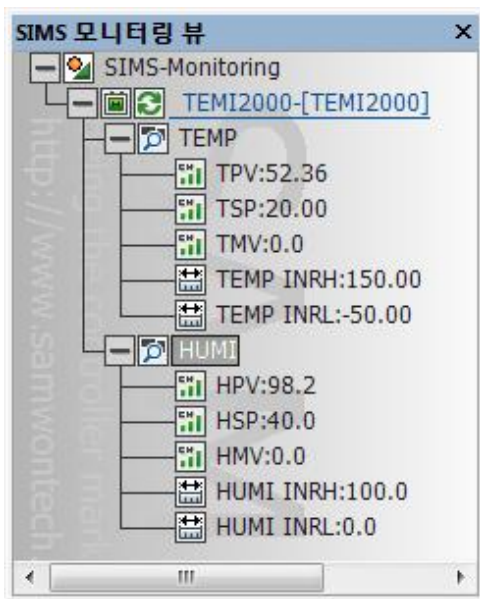 SIMS 모니터링 뷰
SIMS-Monitoring
TEMI2000-[TEMI2000]
TEMP
TPV:52.36
TSP:20.00
TMV:0.0
TEMP INRH:150.00
TEMP INRL:-50.00
HUMI
HPV:98.2
HSP:40.0
HMV:0.0
HUMI INRH:100.0
HUMI INRL:0.0
http://www.samwontech